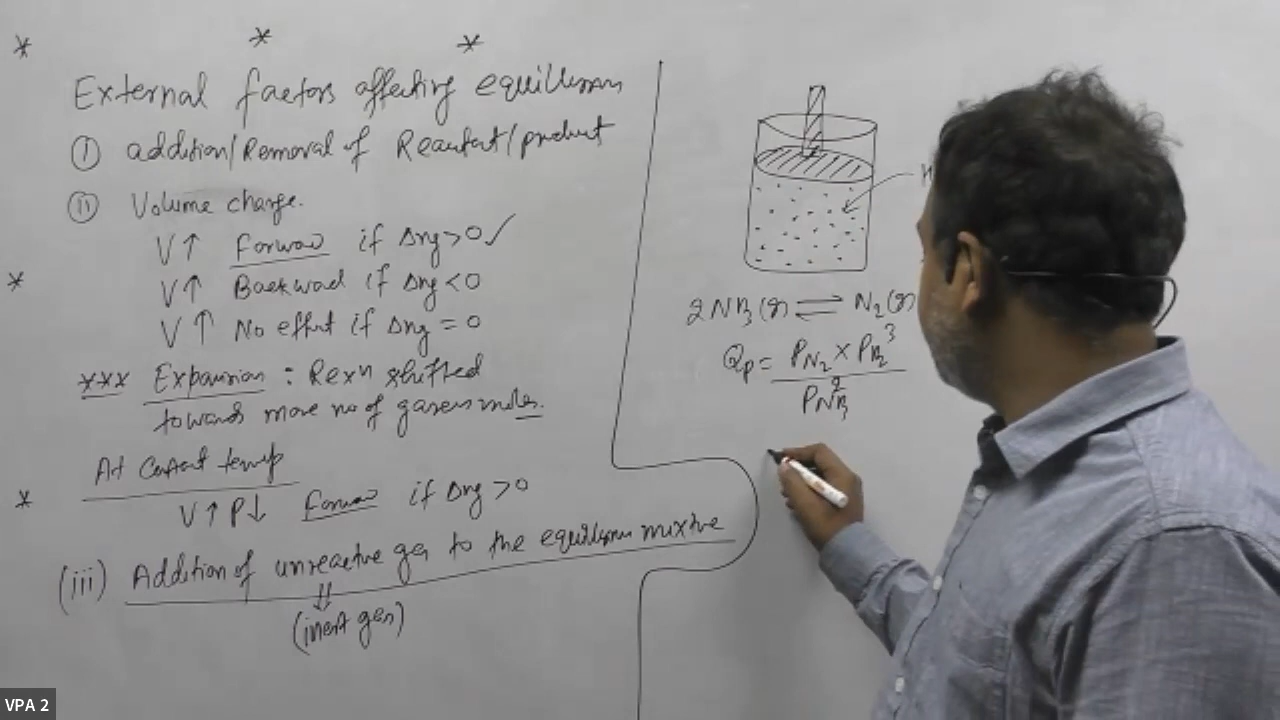 External factors affecting equilibrium
(i) addition/Removal of Reactant/product
(ii) Volume change.
V↑ Forward if Δng>0 ✓
V↑ Backward if Δng<0
V↑ No effect if Δng=0
*** Expansion : Rexn shifted
towards more no of gaseous moles.
At Constant temp
V↑ P↓ Forward if Δng>0
(iii) Addition of unreactive gas to the equilibrium mixture
⇓
(inert gas)
2NH3(g) ⇌ N2(g)
Qp = PN2 × PH2^3 / PNH3^2
VPA 2